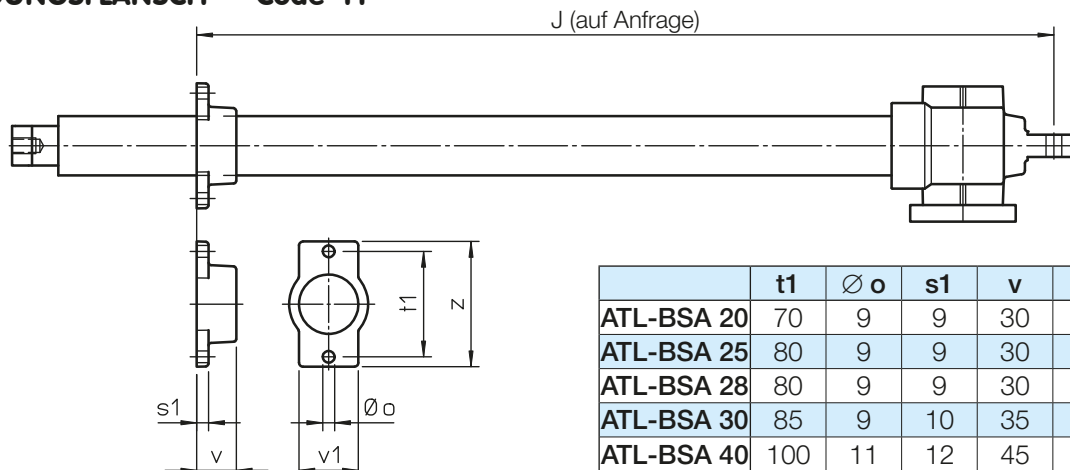 Code
J (auf Anfrage)
t1
z
s1
Ø o
v
v1
t1 Ø o s1 v
ATL-BSA 20 70 9 9 30
ATL-BSA 25 80 9 9 30
ATL-BSA 28 80 9 9 30
ATL-BSA 30 85 9 10 35
ATL-BSA 40 100 11 12 45